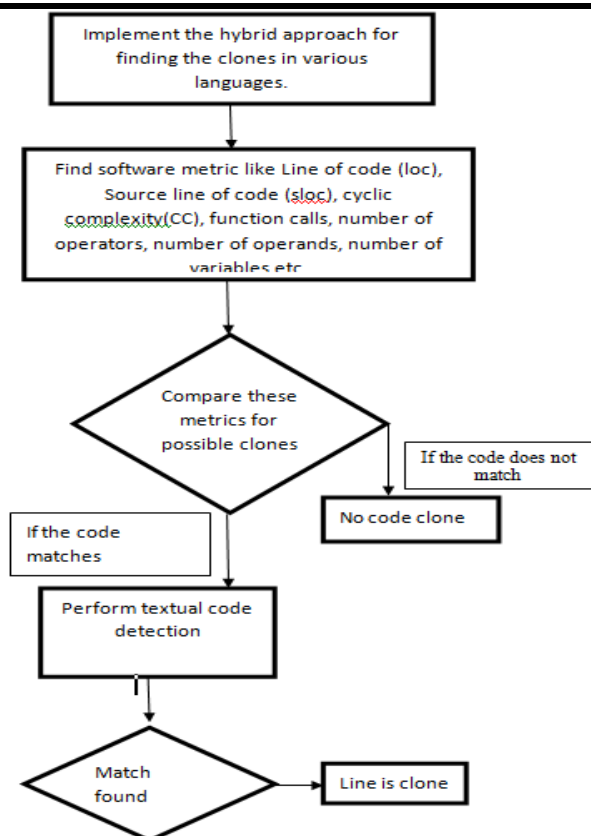 Implement the hybrid approach for
finding the clones in various
languages.
Find software metric like Line of code (loc),
Source line of code (sloc), cyclic
complexity(CC), function calls, number of
operators, number of operands, number of
variables etc
Compare these
metrics for
possible clones
If the code does not
match
No code clone
If the code
matches
Perform textual code
detection
Match
found
Line is clone